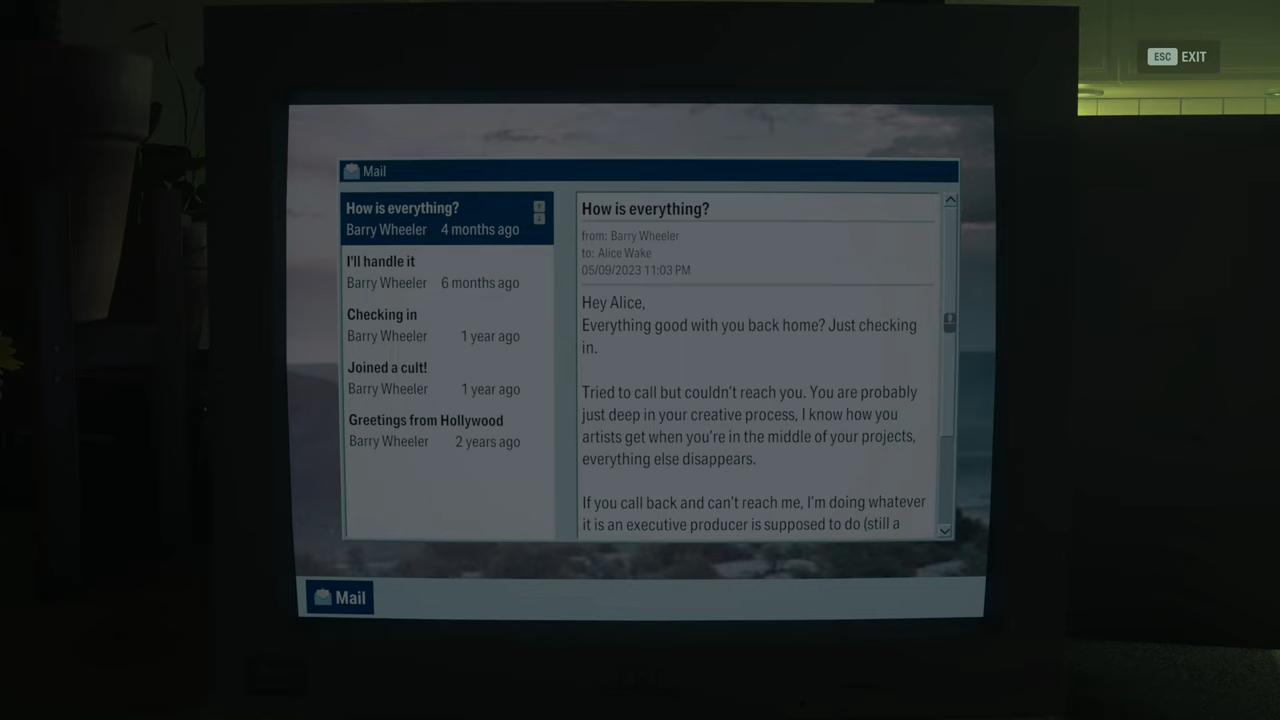 ESC EXIT
Mail
How is everything?
Barry Wheeler 4 months ago
I'll handle it
Barry Wheeler 6 months ago
Checking in
Barry Wheeler 1 year ago
Joined a cult!
Barry Wheeler 1 year ago
Greetings from Hollywood
Barry Wheeler 2 years ago
How is everything?
from: Barry Wheeler
to: Alice Wake
05/09/2023 11:03 PM
Hey Alice,
Everything good with you back home? Just checking
in.
Tried to call but couldn't reach you. You are probably
just deep in your creative process, I know how you
artists get when you're in the middle of your projects,
everything else disappears.
If you call back and can't reach me, I'm doing whatever
it is an executive producer is supposed to do (still a
Mail